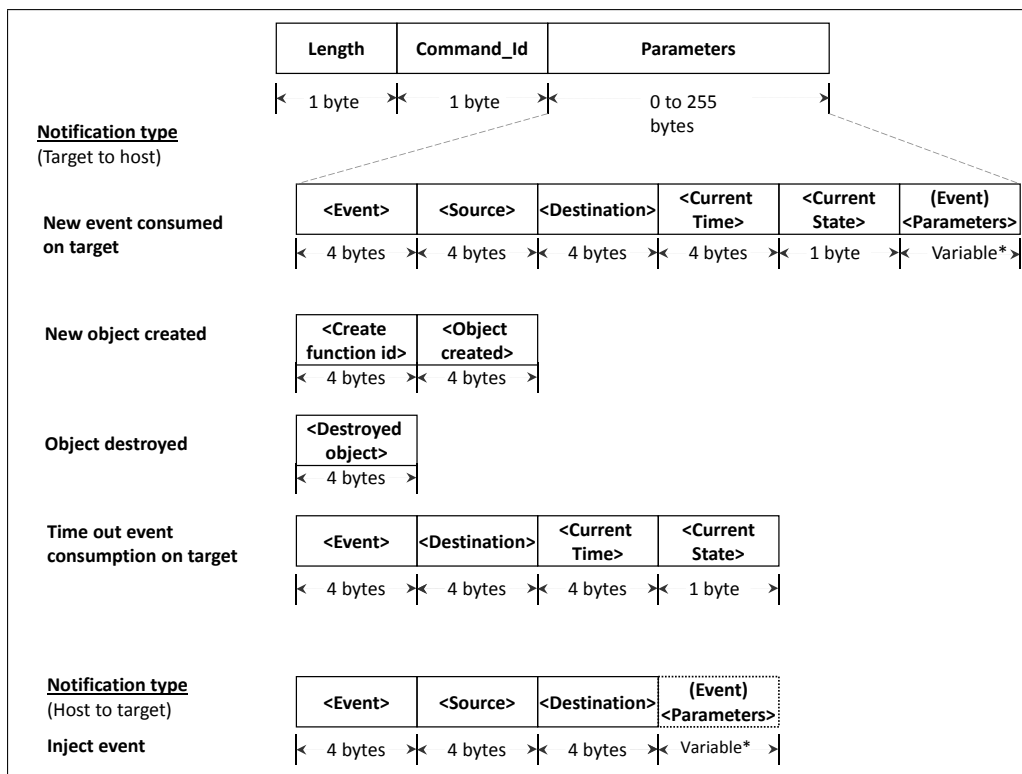 Length Command_Id Parameters
1 byte 1 byte 0 to 255
bytes
Notification type
(Target to host)
New event consumed
on target
<Event> <Source> <Destination> <Current
Time> <Current
State> (Event)
<Parameters>
4 bytes 4 bytes 4 bytes 4 bytes 1 byte Variable*
New object created
<Create
function id> <Object
created>
4 bytes 4 bytes
Object destroyed
<Destroyed
object>
4 bytes
Time out event
consumption on target
<Event> <Destination> <Current
Time> <Current
State>
4 bytes 4 bytes 4 bytes 1 byte
Notification type
(Host to target)
Inject event
<Event> <Source> <Destination> (Event)
<Parameters>
4 bytes 4 bytes 4 bytes Variable*